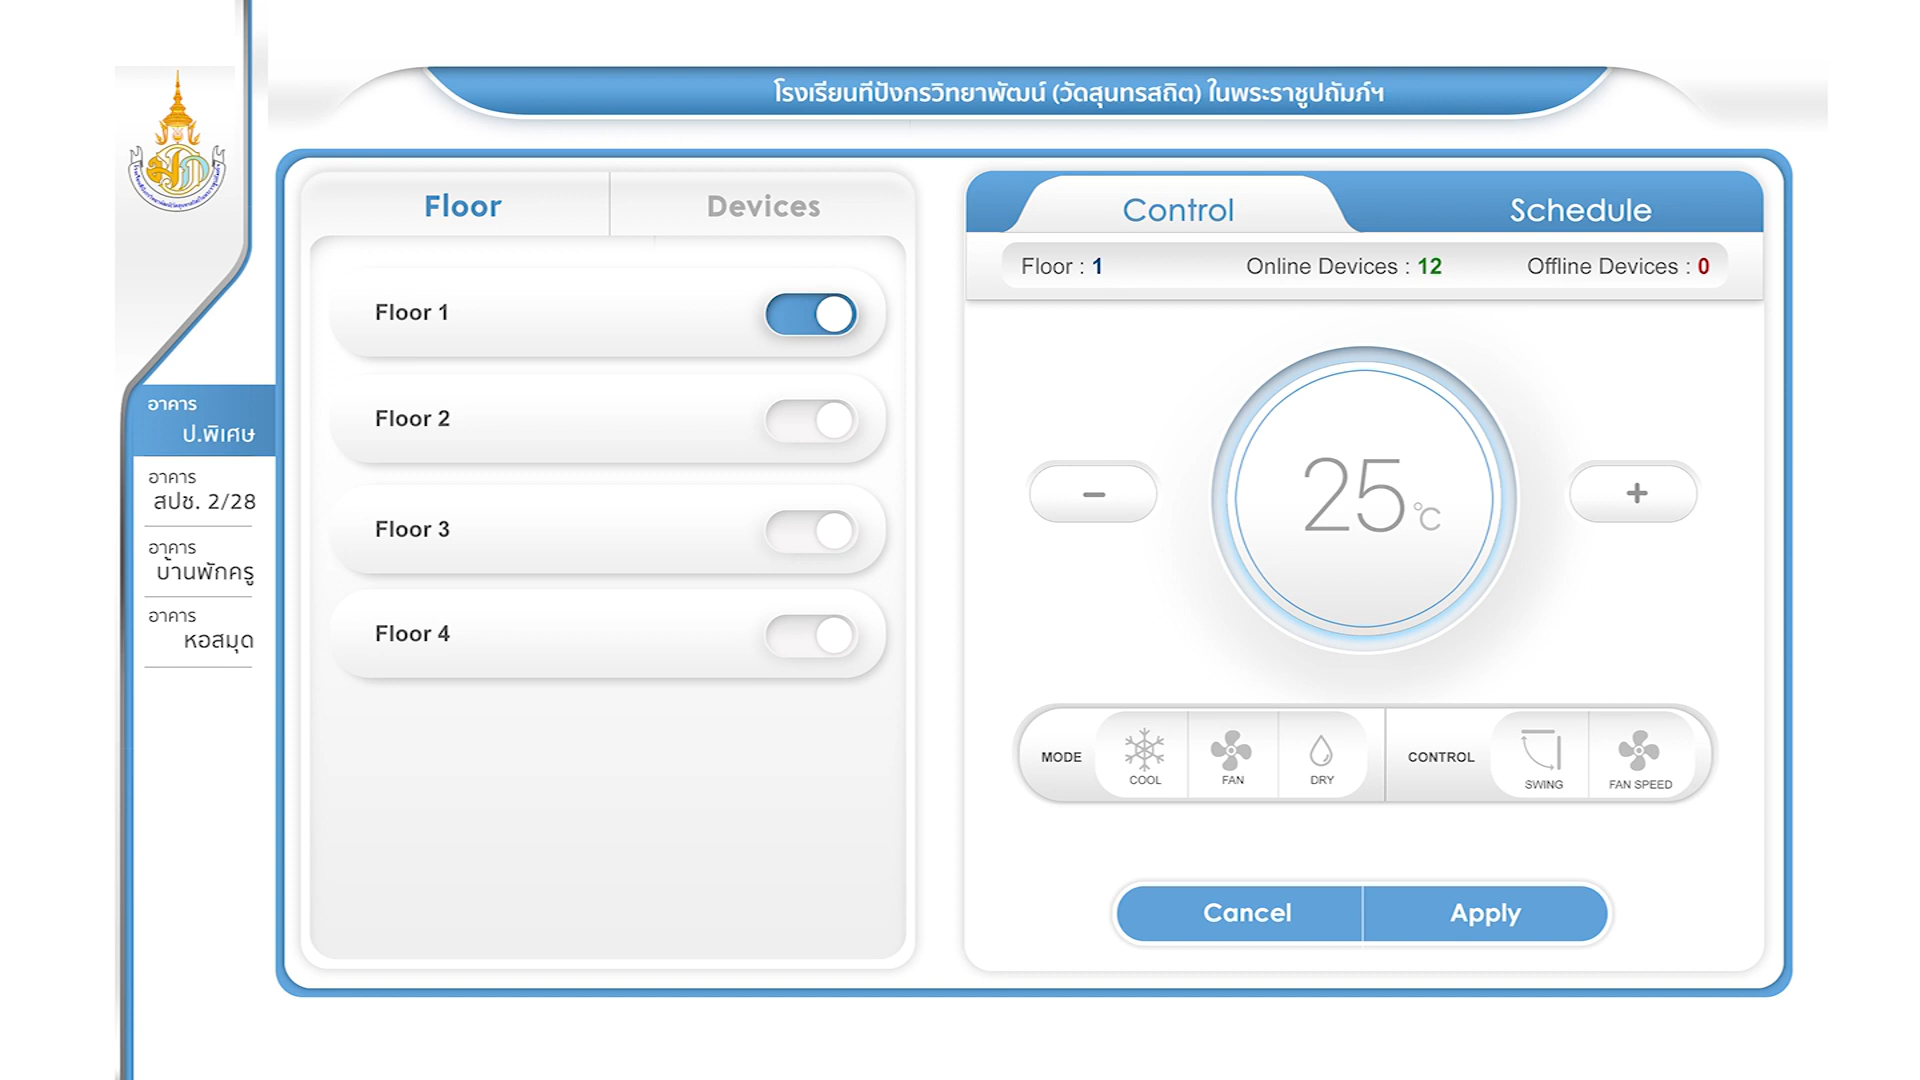 โรงเรียนทีปังกรวิทยาพัฒน์ (วัดสุนทรสถิต) ในพระราชูปถัมภ์ฯ
อาคาร
ป.พิเศษ
อาคาร
สปช. 2/28
อาคาร
บ้านพักครู
อาคาร
หอสมุด
Floor
Devices
Floor 1
Floor 2
Floor 3
Floor 4
Control
Schedule
Floor : 1
Online Devices : 12
Offline Devices : 0
−
25°C
+
MODE
COOL
FAN
DRY
CONTROL
SWING
FAN SPEED
Cancel
Apply